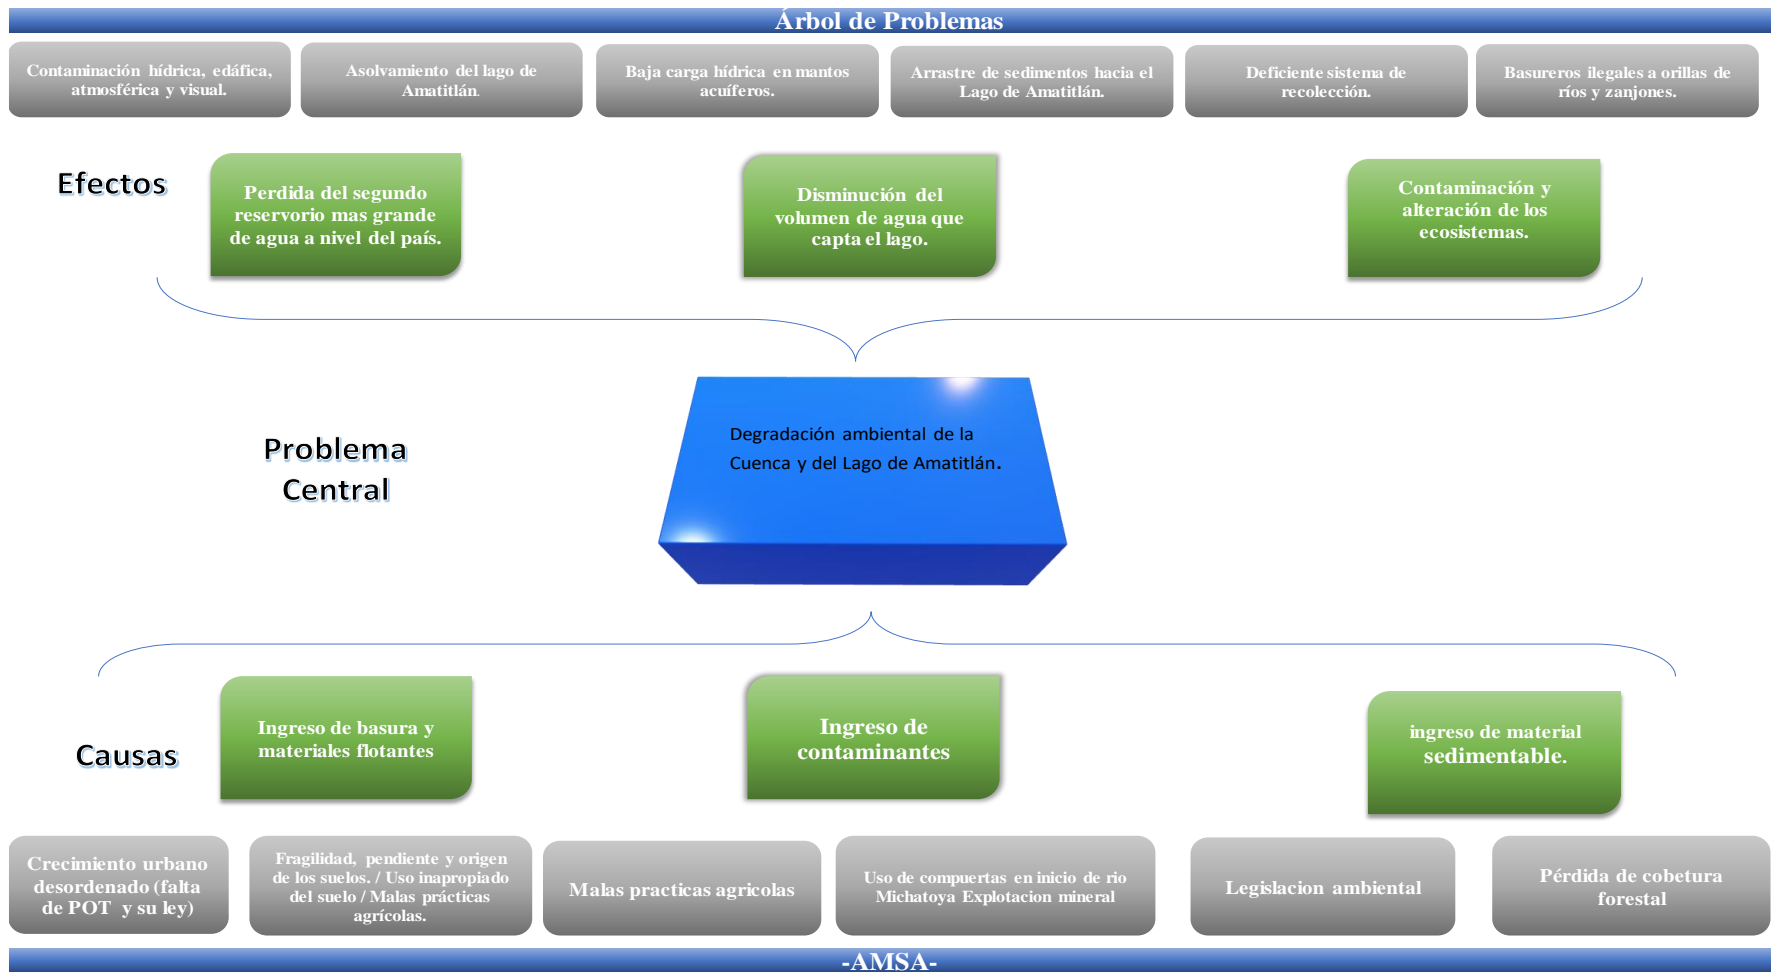 Árbol de Problemas
Contaminación hídrica, edáfica,
atmosférica y visual.
Asolvamiento del lago de
Amatitlán.
Baja carga hídrica en mantos
acuíferos.
Arrastre de sedimentos hacia el
Lago de Amatitlán.
Deficiente sistema de
recolección.
Basureros ilegales a orillas de
ríos y zanjones.
Efectos
Perdida del segundo
reservorio mas grande
de agua a nivel del país.
Disminución del
volumen de agua que
capta el lago.
Contaminación y
alteración de los
ecosistemas.
Problema
Central
Degradación ambiental de la
Cuenca y del Lago de Amatitlán.
Causas
Ingreso de basura y
materiales flotantes
Ingreso de
contaminantes
ingreso de material
sedimentable.
Crecimiento urbano
desordenado (falta
de POT y su ley)
Fragilidad, pendiente y origen
de los suelos. / Uso inapropiado
del suelo / Malas prácticas
agrícolas.
Malas practicas agricolas
Uso de compuertas en inicio de rio
Michatoya Explotacion mineral
Legislacion ambiental
Pérdida de cobetura
forestal
-AMSA-